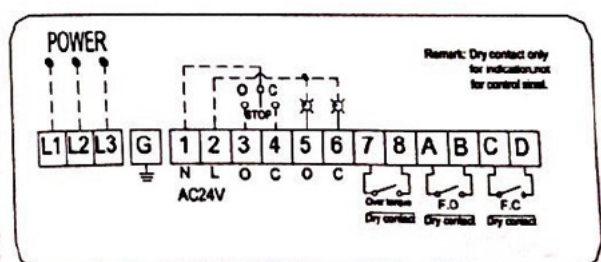 POWER
Remark: Dry contact only
for indication,not
for control sinal.
O C
STOP
L1 L2 L3 G 1 2 3 4 5 6 7 8 A B C D
N L O C O C
AC24V
Over torque F.O F.C
Dry contact Dry contact Dry contact